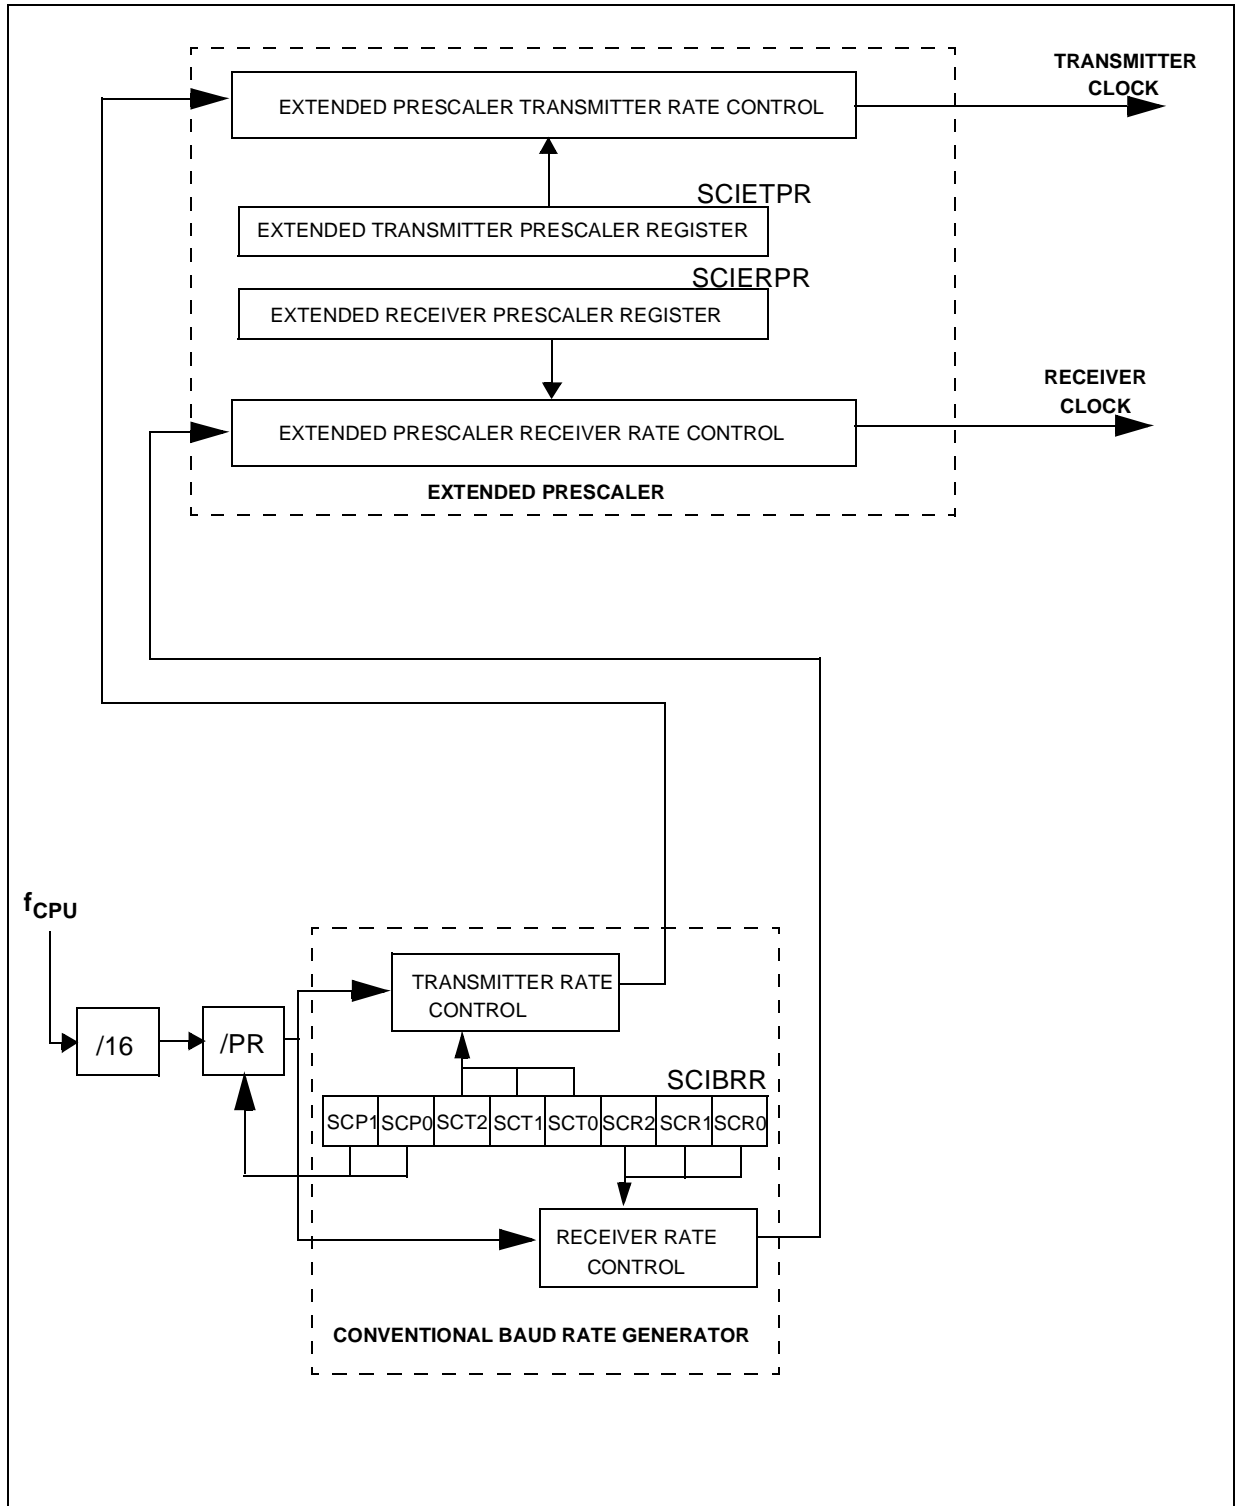 TRANSMITTER
CLOCK
EXTENDED PRESCALER TRANSMITTER RATE CONTROL
SCIETPR
EXTENDED TRANSMITTER PRESCALER REGISTER
SCIERPR
EXTENDED RECEIVER PRESCALER REGISTER
RECEIVER
CLOCK
EXTENDED PRESCALER RECEIVER RATE CONTROL
EXTENDED PRESCALER
fCPU
TRANSMITTER RATE
CONTROL
/16
/PR
SCIBRR
SCP1 SCP0 SCT2 SCT1 SCT0 SCR2 SCR1 SCR0
RECEIVER RATE
CONTROL
CONVENTIONAL BAUD RATE GENERATOR